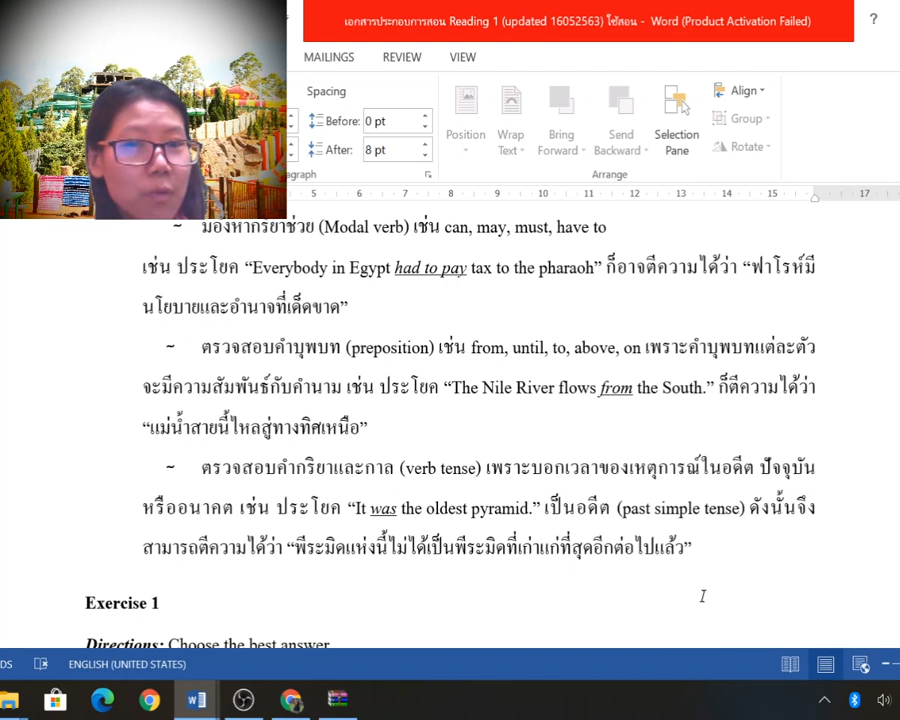 เอกสารประกอบการสอน Reading 1 (updated 16052563) ใช้สอน - Word (Product Activation Failed)
?
MAILINGS REVIEW VIEW
Spacing
Before: 0 pt
After: 8 pt
Position
Wrap Text
Bring Forward
Send Backward
Selection Pane
Align
Group
Rotate
agraph
Arrange
5 6 7 8 9 10 11 12 13 14 15 17
~ มองหากริยาช่วย (Modal verb) เช่น can, may, must, have to
เช่น ประโยค “Everybody in Egypt had to pay tax to the pharaoh” ก็อาจตีความได้ว่า “ฟาโรห์มี
นโยบายและอำนาจที่เด็ดขาด”
~ ตรวจสอบคำบุพบท (preposition) เช่น from, until, to, above, on เพราะคำบุพบทแต่ละตัว
จะมีความสัมพันธ์กับคำนาม เช่น ประโยค “The Nile River flows from the South.” ก็ตีความได้ว่า
“แม่น้ำสายนี้ไหลสู่ทางทิศเหนือ”
~ ตรวจสอบคำกริยาและกาล (verb tense) เพราะบอกเวลาของเหตุการณ์ในอดีต ปัจจุบัน
หรืออนาคต เช่น ประโยค “It was the oldest pyramid.” เป็นอดีต (past simple tense) ดังนั้นจึง
สามารถตีความได้ว่า “พีระมิดแห่งนี้ไม่ได้เป็นพีระมิดที่เก่าแก่ที่สุดอีกต่อไปแล้ว”
Exercise 1
Directions: Choose the best answer
DS ENGLISH (UNITED STATES)